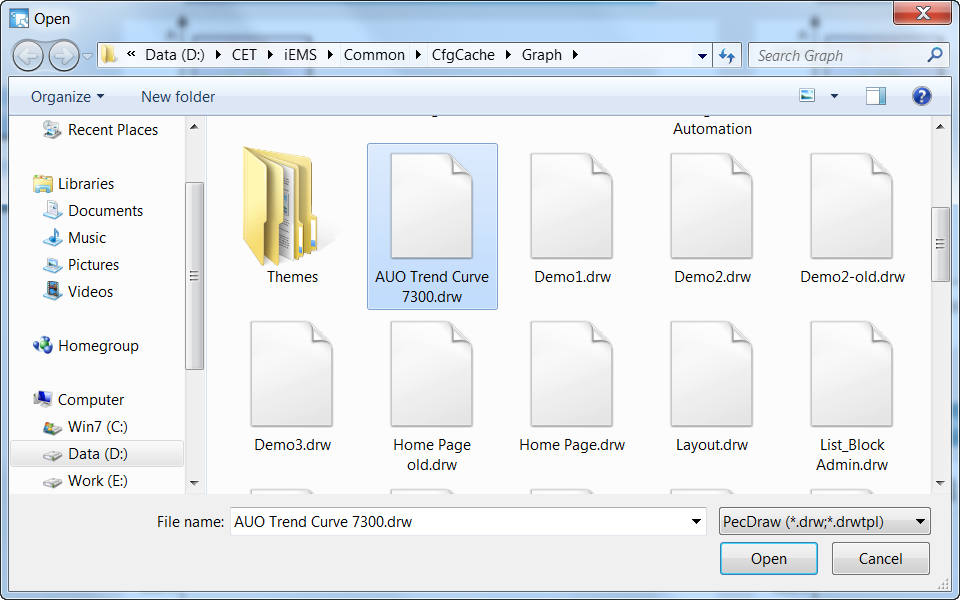 Open
« Data (D:) CET iEMS Common CfgCache Graph
Search Graph
Organize New folder
Recent Places
Libraries
Documents
Music
Pictures
Videos
Homegroup
Computer
Win7 (C:)
Data (D:)
Work (E:)
Automation
Themes
AUO Trend Curve
7300.drw
Demo1.drw
Demo2.drw
Demo2-old.drw
Demo3.drw
Home Page
old.drw
Home Page.drw
Layout.drw
List_Block
Admin.drw
File name: AUO Trend Curve 7300.drw
PecDraw (*.drw;*.drwtpl)
Open Cancel